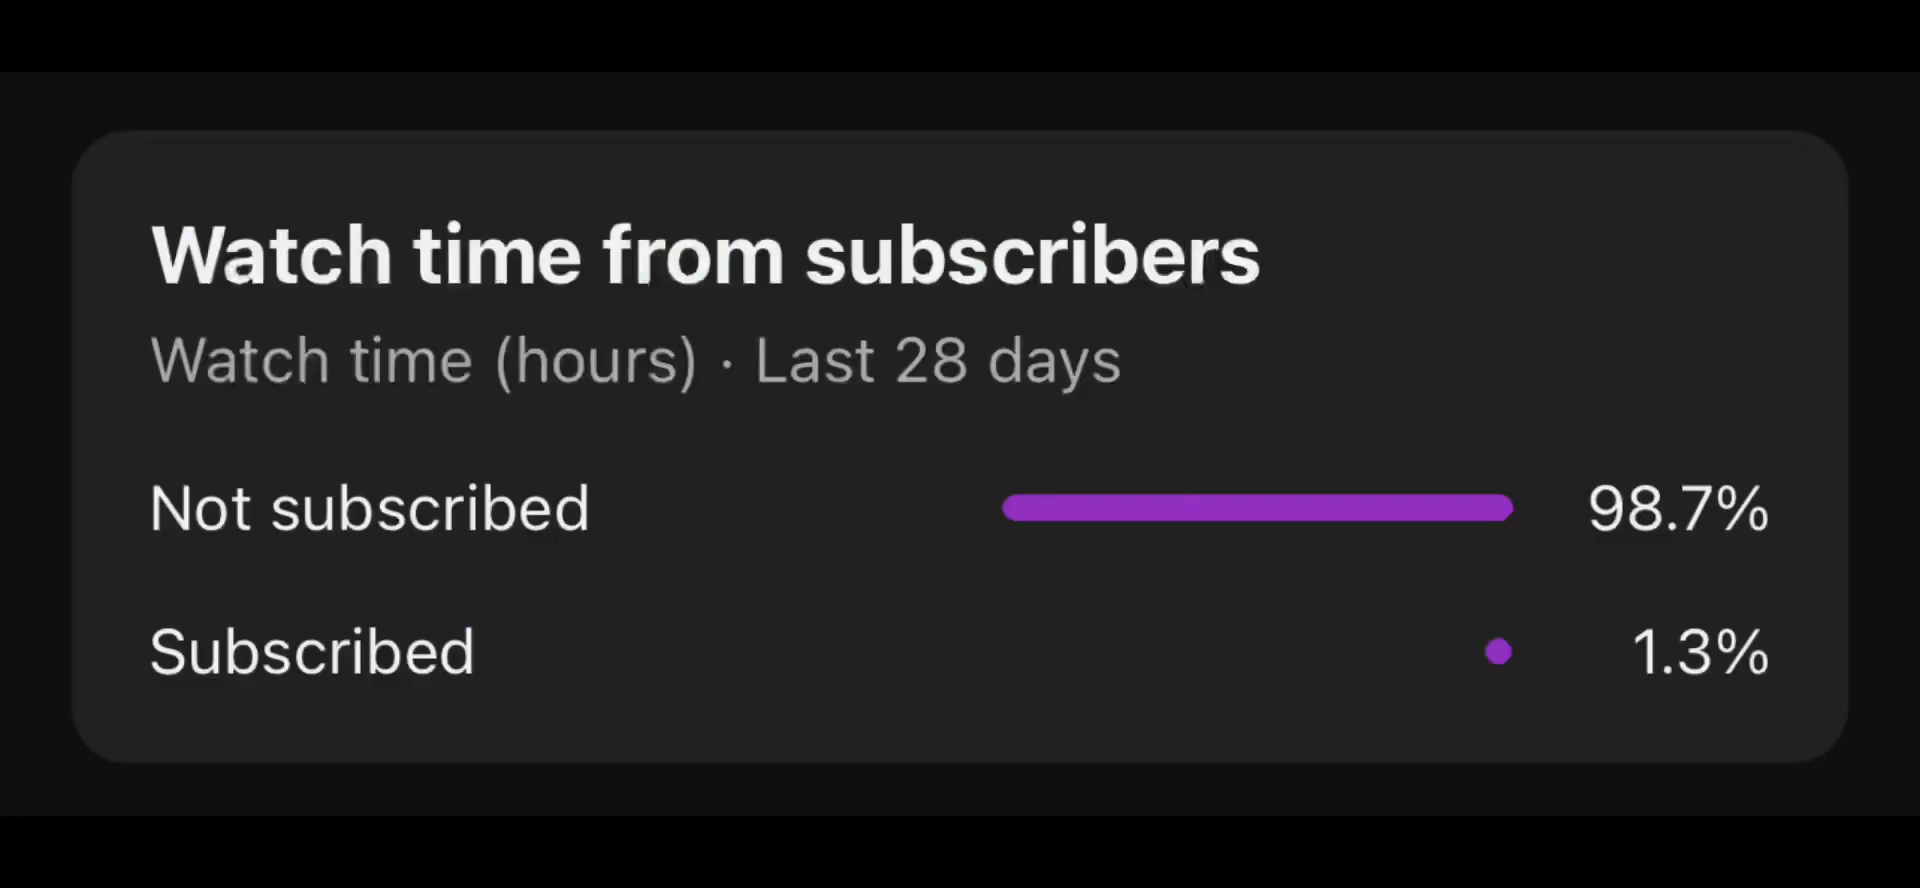 Watch time from subscribers
Watch time (hours) · Last 28 days
Not subscribed 98.7%
Subscribed 1.3%